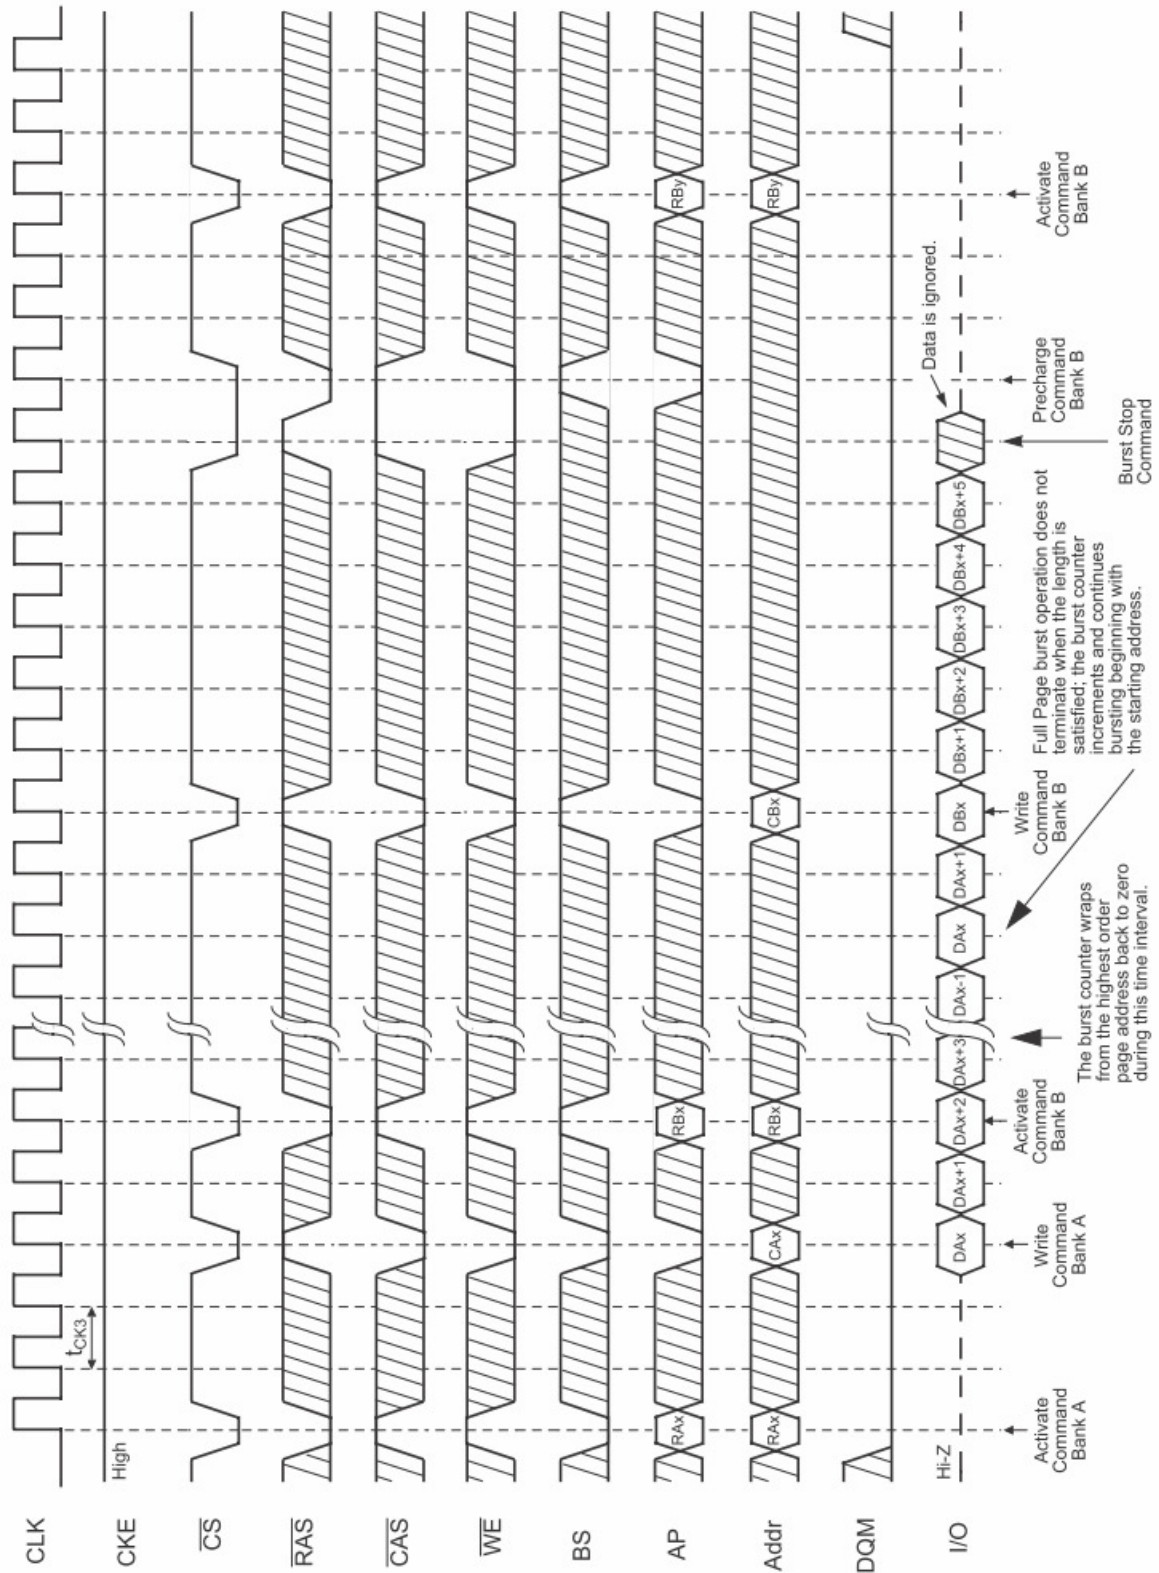 CLK
CKE
CS
RAS
CAS
WE
BS
AP
Addr
DQM
I/O
High
tCK3
RAx
RBx
RBy
RAx
CAx
RBx
CBx
RBy
Hi-Z
DAx
DAx+1
DAx+2
DAx+3
DAx-1
DAx
DAx+1
DBx
DBx+1
DBx+2
DBx+3
DBx+4
DBx+5
Data is ignored.
Activate
Command
Bank A
Write
Command
Bank A
Activate
Command
Bank B
The burst counter wraps
from the highest order
page address back to zero
during this time interval.
Write
Command
Bank B
Full Page burst operation does not
terminate when the length is
satisfied; the burst counter
increments and continues
bursting beginning with
the starting address.
Burst Stop
Command
Precharge
Command
Bank B
Activate
Command
Bank B